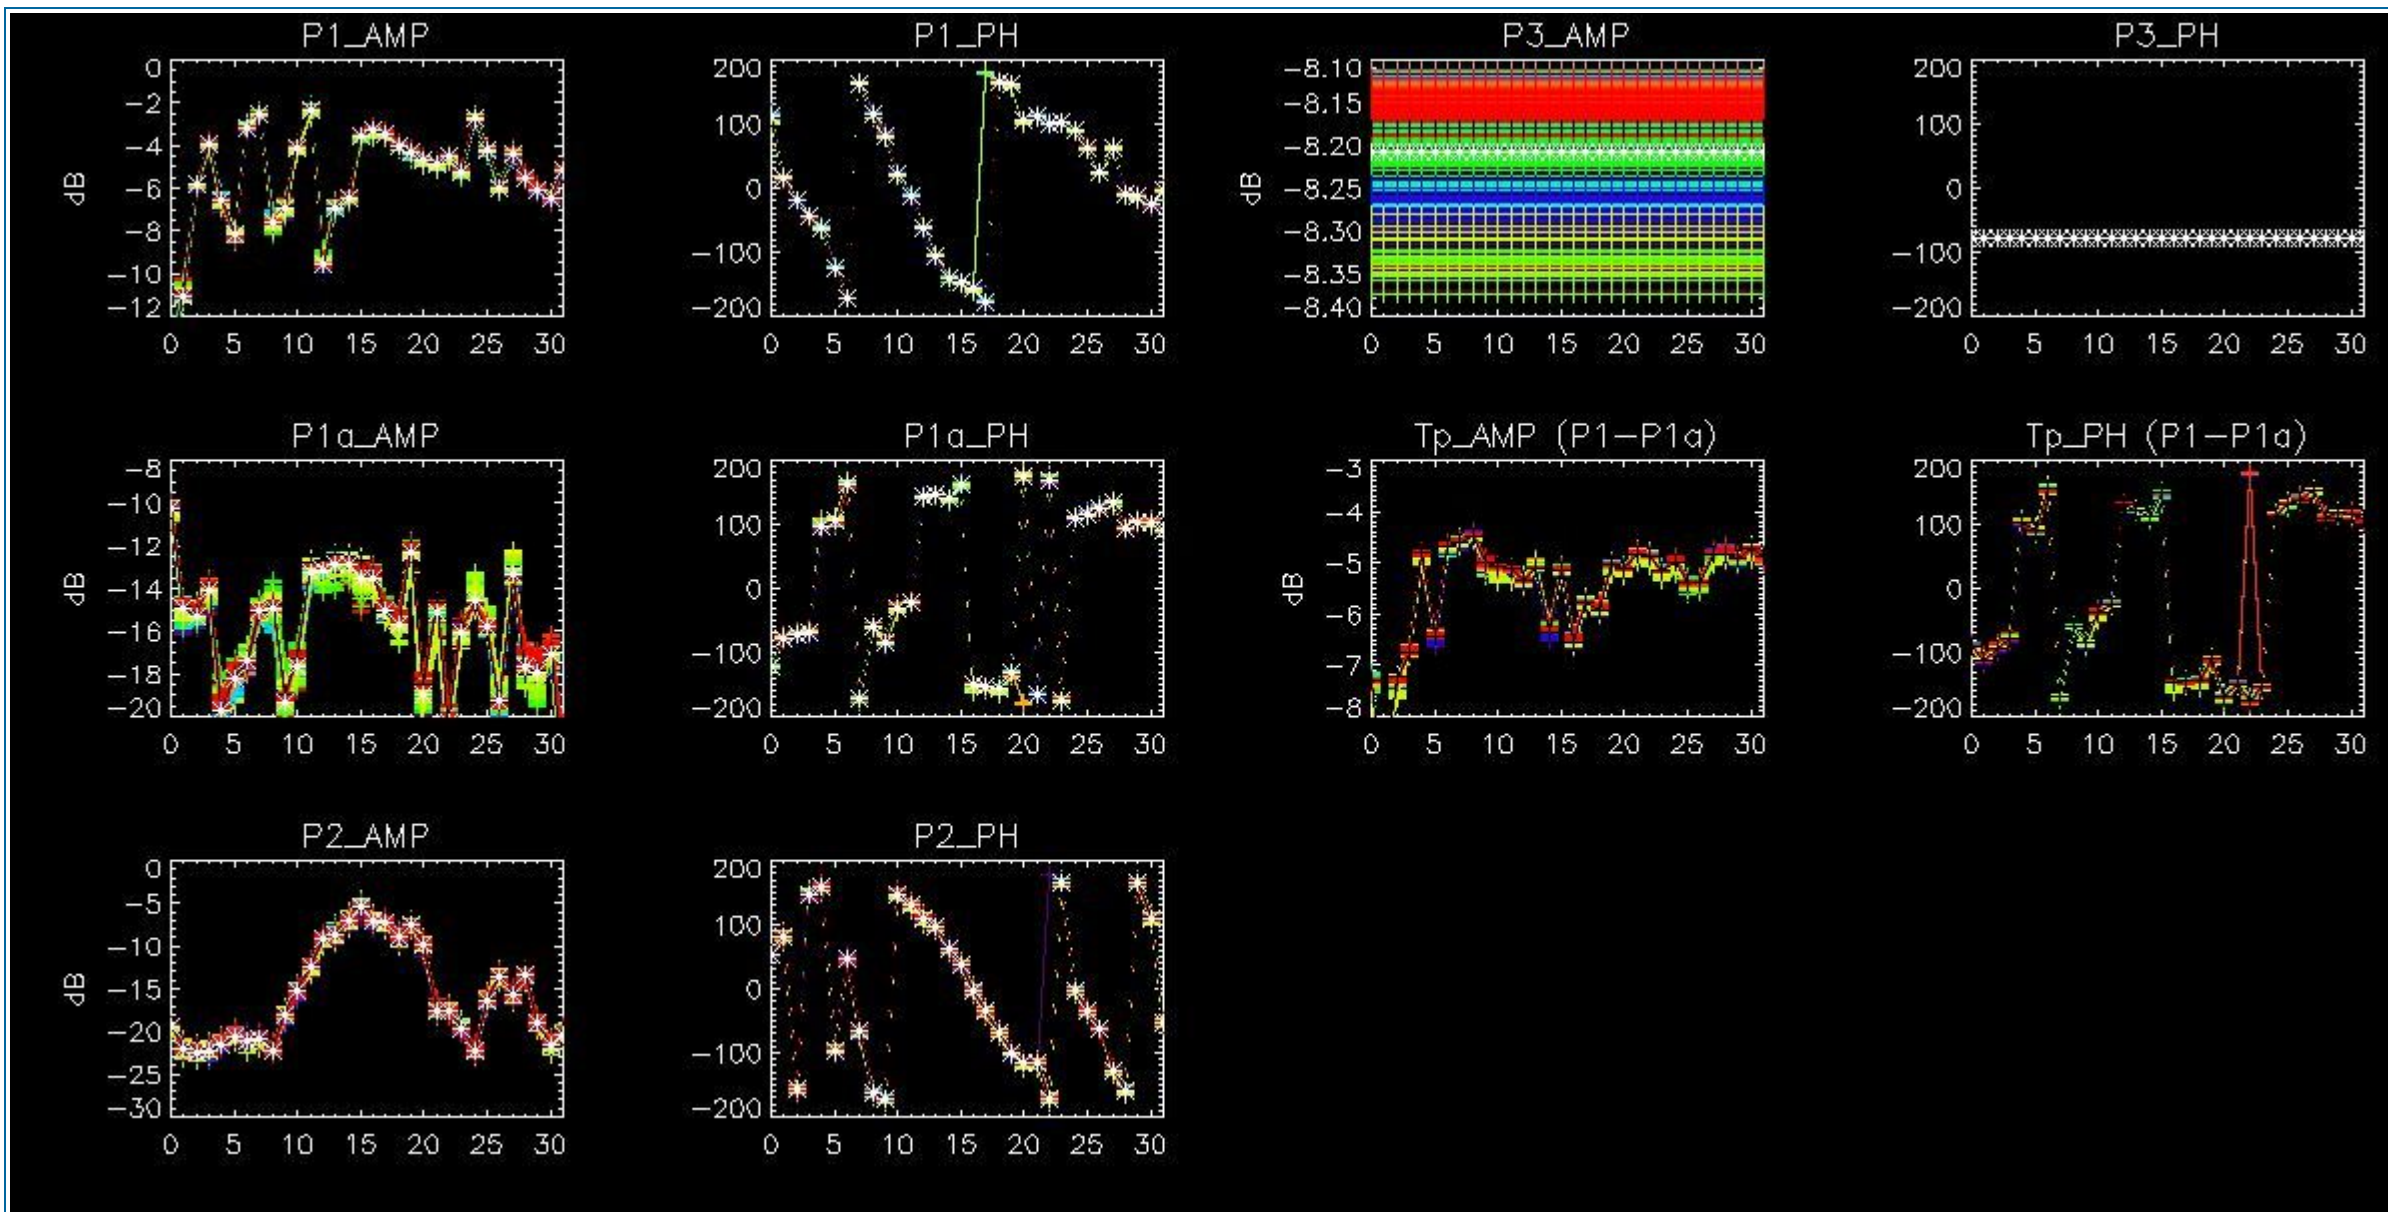 P1_AMP
dB
0
−2
−4
−6
−8
−10
−12
0 5 10 15 20 25 30
P1_PH
200
100
0
−100
−200
0 5 10 15 20 25 30
P3_AMP
dB
−8.10
−8.15
−8.20
−8.25
−8.30
−8.35
−8.40
0 5 10 15 20 25 30
P3_PH
200
100
0
−100
−200
0 5 10 15 20 25 30
P1a_AMP
dB
−8
−10
−12
−14
−16
−18
−20
0 5 10 15 20 25 30
P1a_PH
200
100
0
−100
−200
0 5 10 15 20 25 30
Tp_AMP (P1−P1a)
dB
−3
−4
−5
−6
−7
−8
0 5 10 15 20 25 30
Tp_PH (P1−P1a)
200
100
0
−100
−200
0 5 10 15 20 25 30
P2_AMP
dB
0
−5
−10
−15
−20
−25
−30
0 5 10 15 20 25 30
P2_PH
200
100
0
−100
−200
0 5 10 15 20 25 30